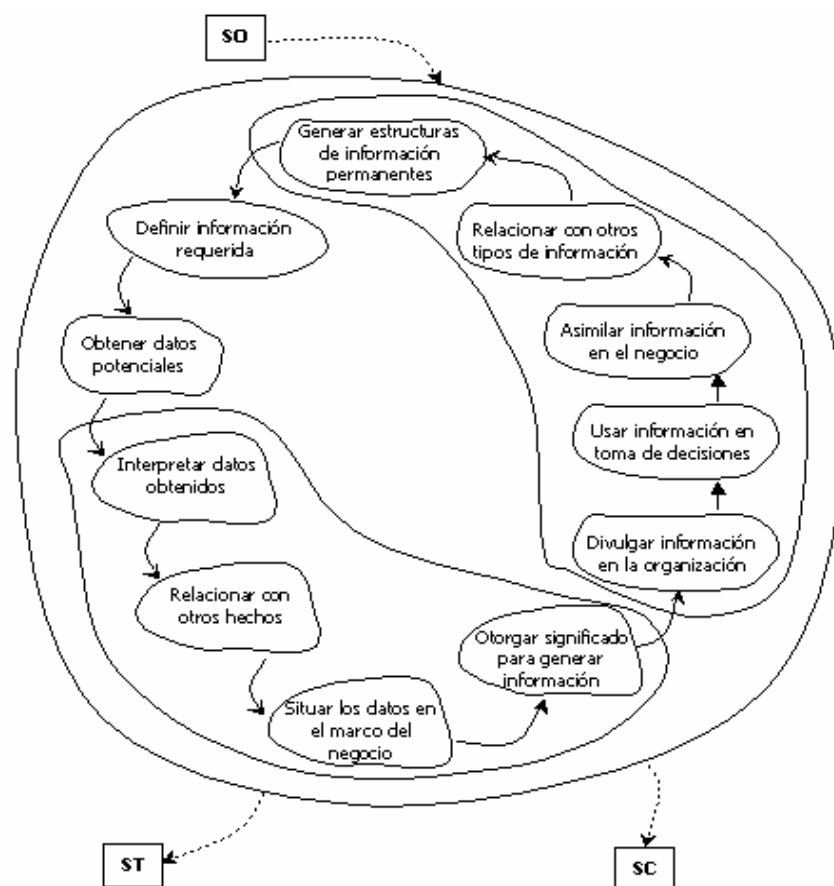 SO
Generar estructuras
de información
permanentes
Definir información
requerida
Obtener datos
potenciales
Interpretar datos
obtenidos
Relacionar con
otros hechos
Situar los datos en
el marco del
negocio
Otorgar significado
para generar
información
Divulgar información
en la organización
Usar información en
toma de decisiones
Asimilar información
en el negocio
Relacionar con otros
tipos de información
ST
SC